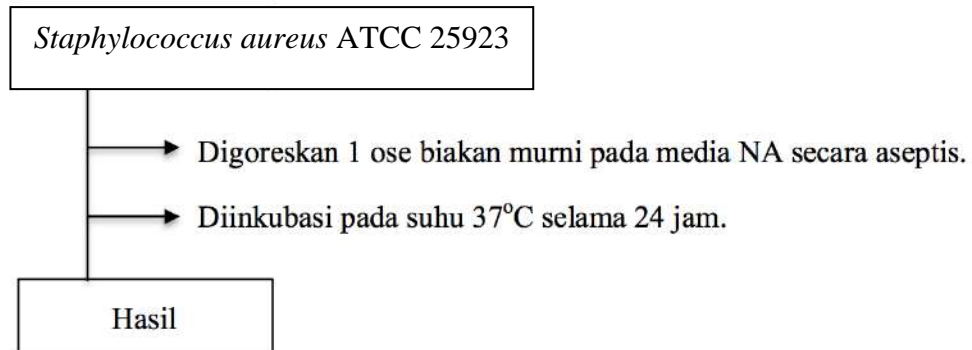 Staphylococcus aureus ATCC 25923
Digoreskan 1 ose biakan murni pada media NA secara aseptis.
Diinkubasi pada suhu 37°C selama 24 jam.
Hasil